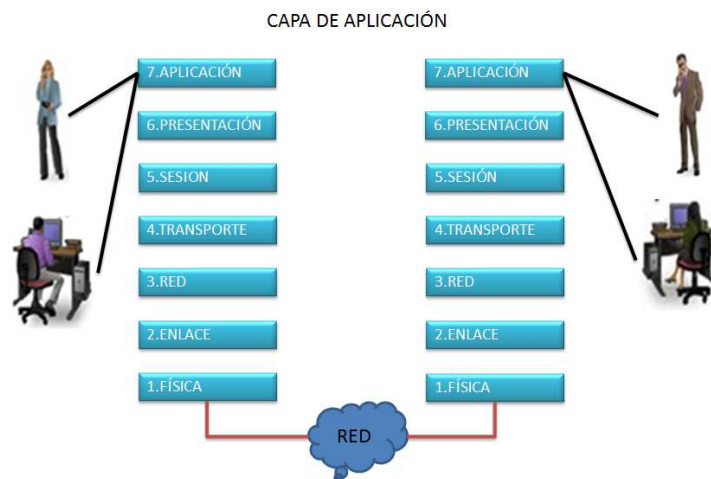 CAPA DE APLICACIÓN
7.APLICACIÓN
6.PRESENTACIÓN
5.SESION
4.TRANSPORTE
3.RED
2.ENLACE
1.FÍSICA
7.APLICACIÓN
6.PRESENTACIÓN
5.SESIÓN
4.TRANSPORTE
3.RED
2.ENLACE
1.FÍSICA
RED